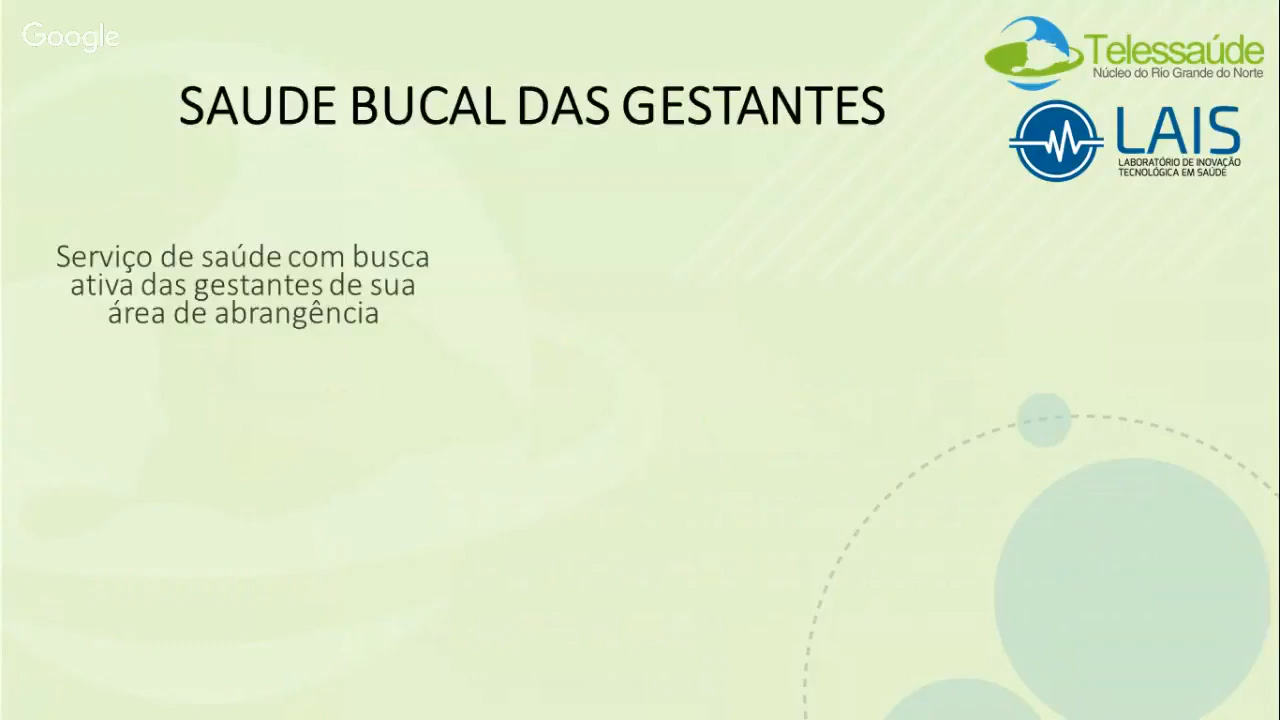 Google
Telessaúde
Núcleo do Rio Grande do Norte
SAUDE BUCAL DAS GESTANTES
LAIS
LABORATÓRIO DE INOVAÇÃO
TECNOLÓGICA EM SAÚDE
Serviço de saúde com busca
ativa das gestantes de sua
área de abrangência